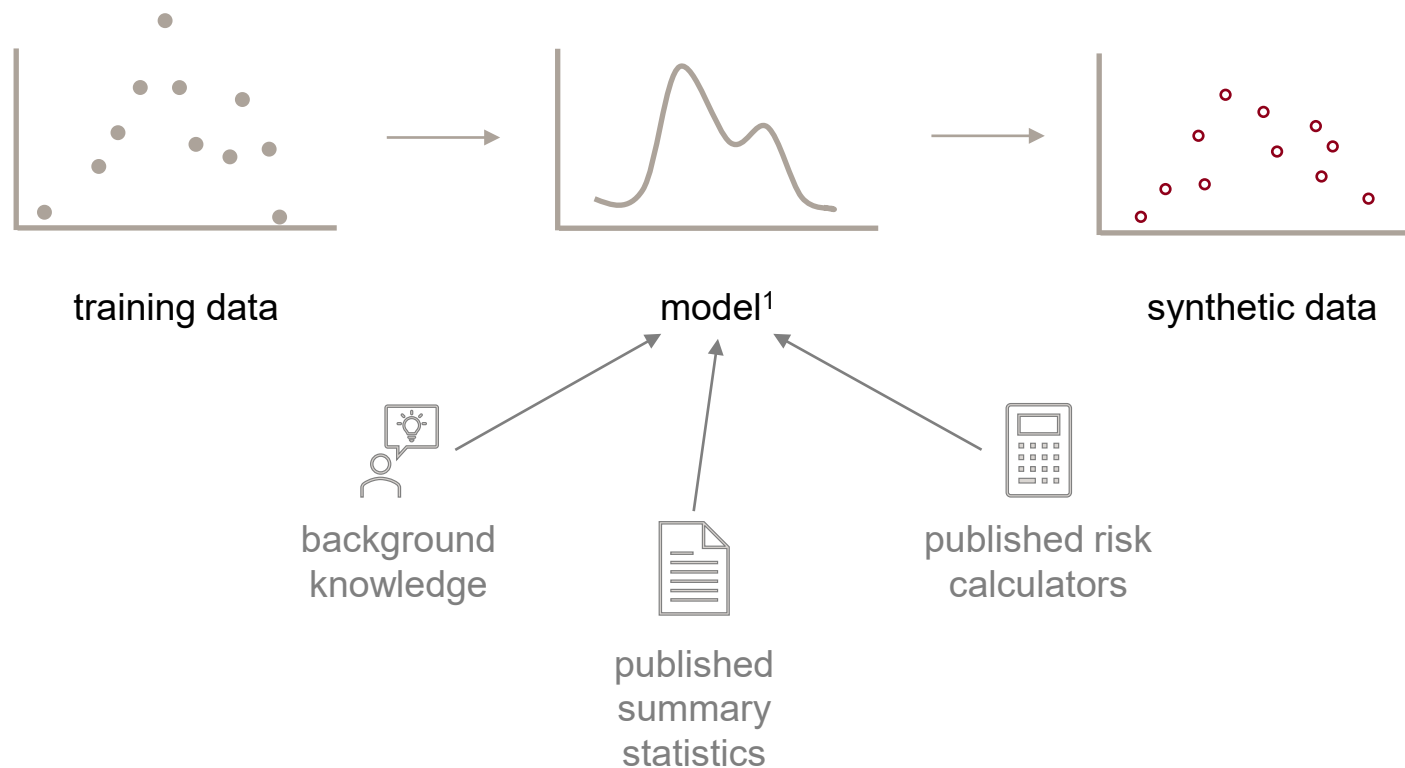 training data
model¹
synthetic data
background
knowledge
published risk
calculators
published
summary
statistics